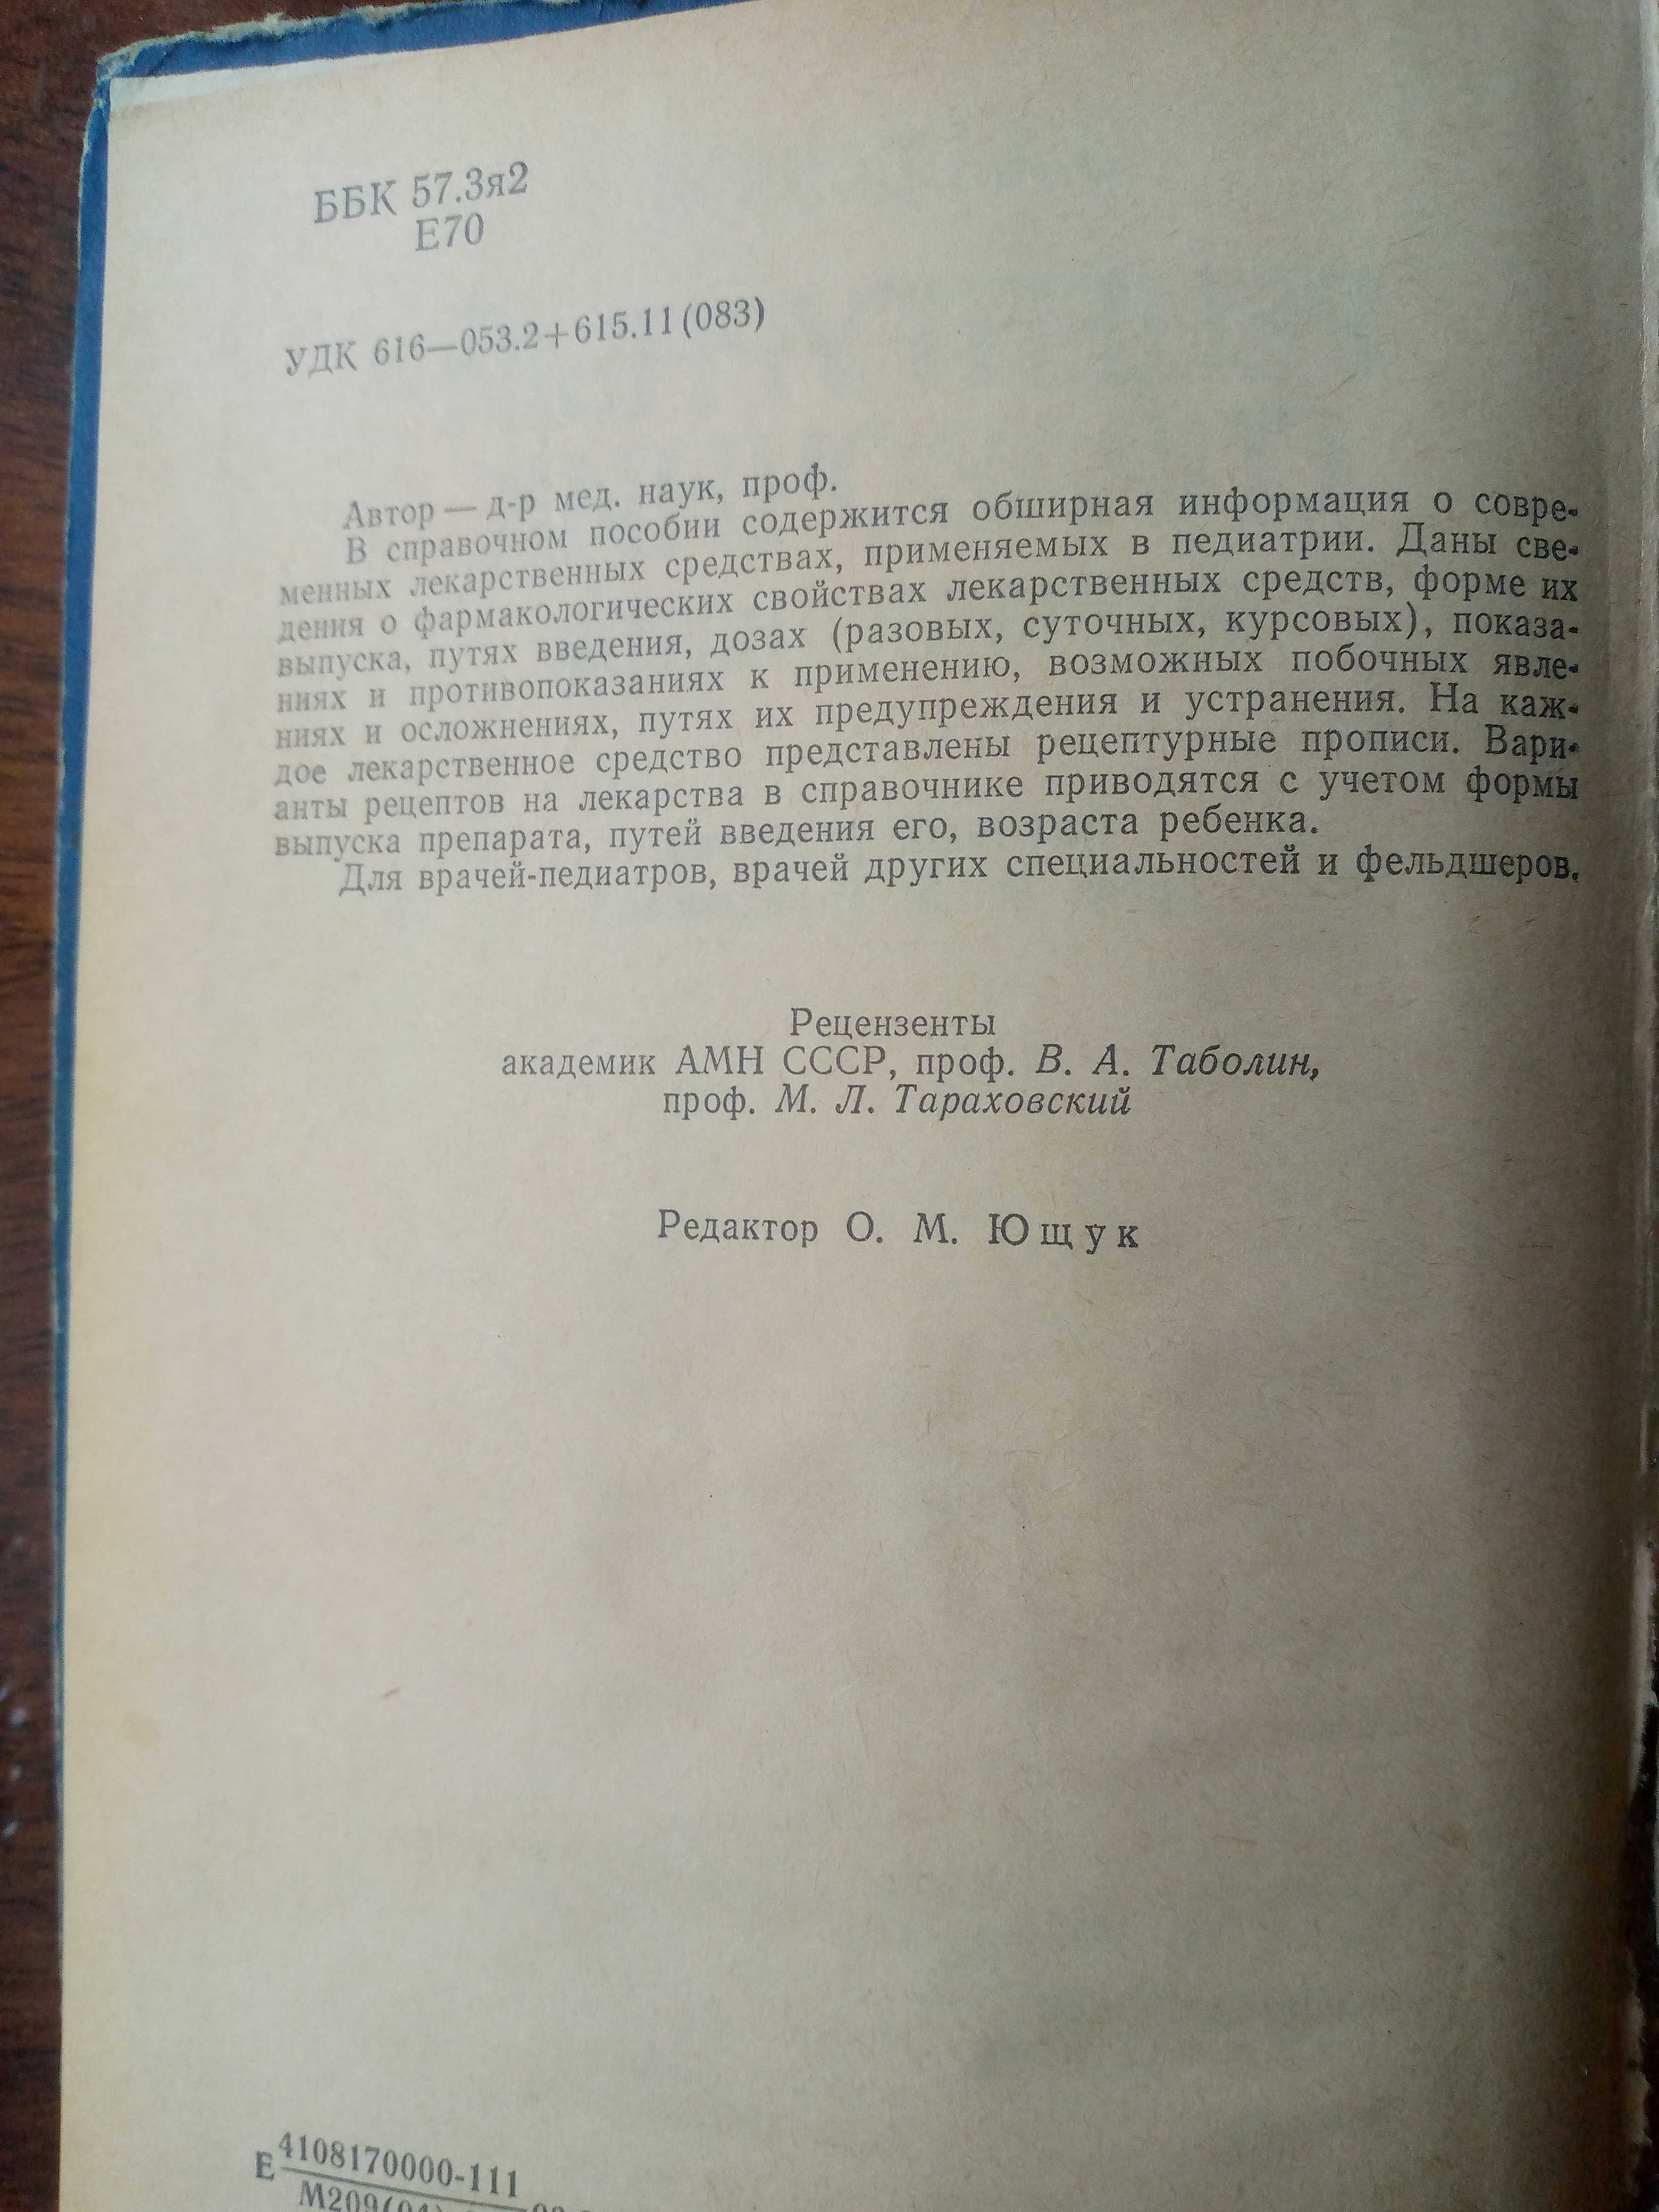 ББК 57.3я2
Е70
УДК 616—053.2+615.11(083)
Автор — д-р мед. наук, проф.
В справочном пособии содержится обширная информация о совре-
менных лекарственных средствах, применяемых в педиатрии. Даны све-
дения о фармакологических свойствах лекарственных средств, форме их
выпуска, путях введения, дозах (разовых, суточных, курсовых), показа-
ниях и противопоказаниях к применению, возможных побочных явле-
ниях и осложнениях, путях их предупреждения и устранения. На каж-
дое лекарственное средство представлены рецептурные прописи. Вари-
анты рецептов на лекарства в справочнике приводятся с учетом формы
выпуска препарата, путей введения его, возраста ребенка.
Для врачей-педиатров, врачей других специальностей и фельдшеров.
Рецензенты
академик АМН СССР, проф. В. А. Таболин,
проф. М. Л. Тараховский
Редактор О. М. Ющук
Е 4108170000-111